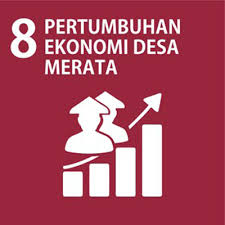 8 PERTUMBUHAN
EKONOMI DESA
MERATA